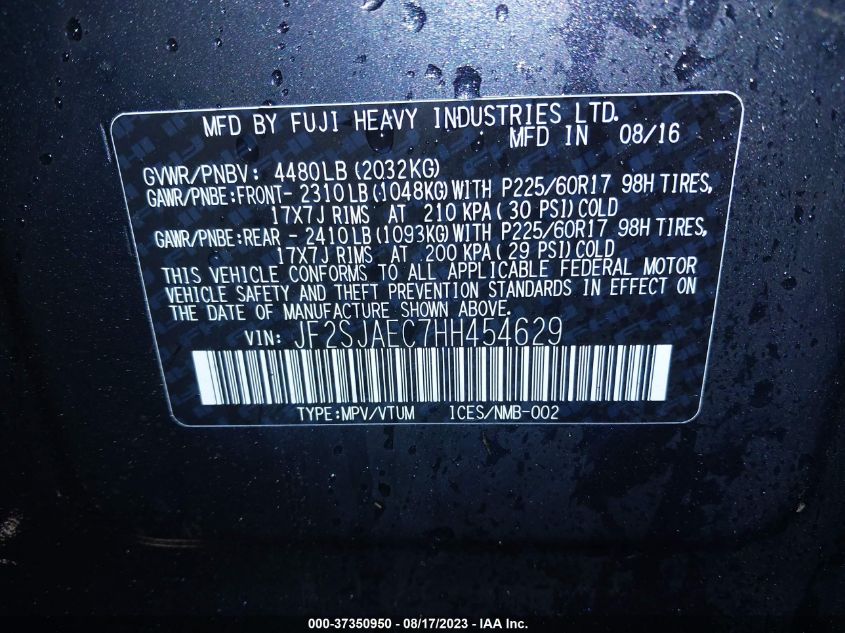 MFD BY FUJI HEAVY INDUSTRIES LTD.
MFD IN 08/16
GVWR/PNBV: 4480LB (2032KG)
GAWR/PNBE:FRONT- 2310LB (1048KG) WITH P225/60R17 98H TIRES,
17X7J RIMS AT 210 KPA ( 30 PSI) COLD
GAWR/PNBE:REAR - 2410LB (1093KG) WITH P225/60R17 98H TIRES,
17X7J RIMS AT 200 KPA ( 29 PSI) COLD
THIS VEHICLE CONFORMS TO ALL APPLICABLE FEDERAL MOTOR
VEHICLE SAFETY AND THEFT PREVENTION STANDARDS IN EFFECT ON
THE DATE OF MANUFACTURE SHOWN ABOVE.
VIN: JF2SJAEC7HH454629
TYPE:MPV/VTUM ICES/NMB-002
000-37350950 - 08/17/2023 - IAA Inc.